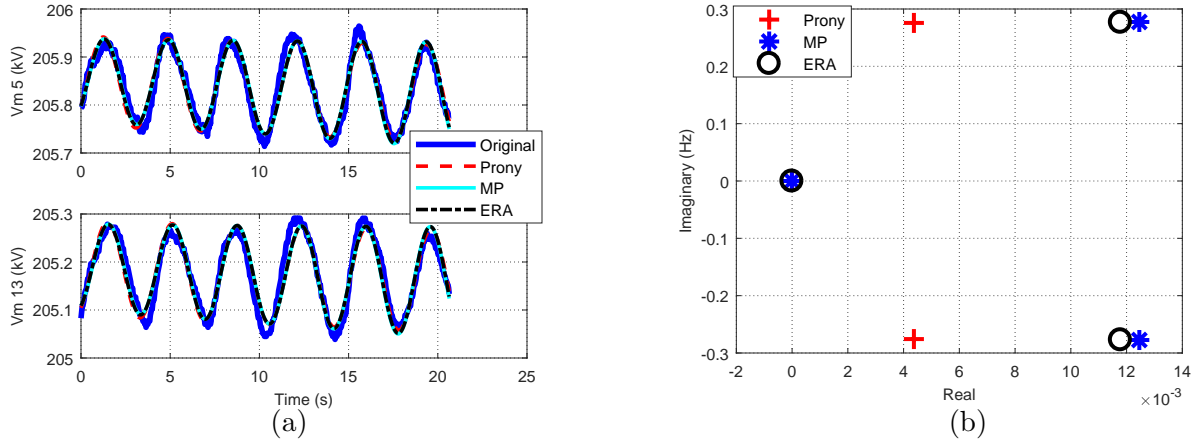 206
205.9
205.8
205.7
Vm 5 (kV)
0
5
10
15
20
25
Original
Prony
MP
ERA
205.3
205.2
205.1
205
Vm 13 (kV)
0
5
10
15
20
25
Time (s)
(a)
0.3
0.2
0.1
0
-0.1
-0.2
-0.3
Imaginary (Hz)
Prony
MP
ERA
-2
0
2
4
6
8
10
12
14
×10⁻³
Real
(b)